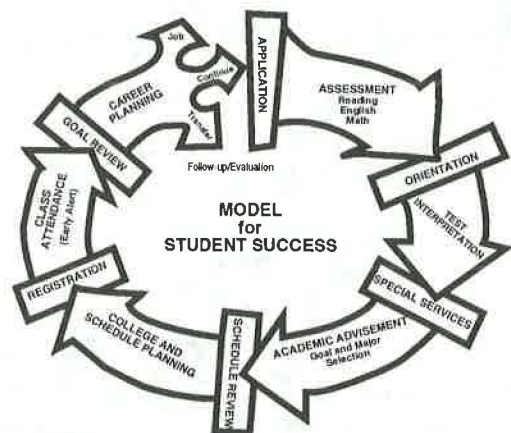 APPLICATION
ASSESSMENT
Reading
English
Math
ORIENTATION
TEST
INTERPRETATION
SPECIAL SERVICES
ACADEMIC ADVISEMENT
Goal and Major
Selection
SCHEDULE REVIEW
COLLEGE AND
SCHEDULE PLANNING
REGISTRATION
CLASS
ATTENDANCE
(Early Alert)
GOAL REVIEW
CAREER
PLANNING
Job
Continue
Transfer
Follow-up/Evaluation
MODEL
for
STUDENT SUCCESS